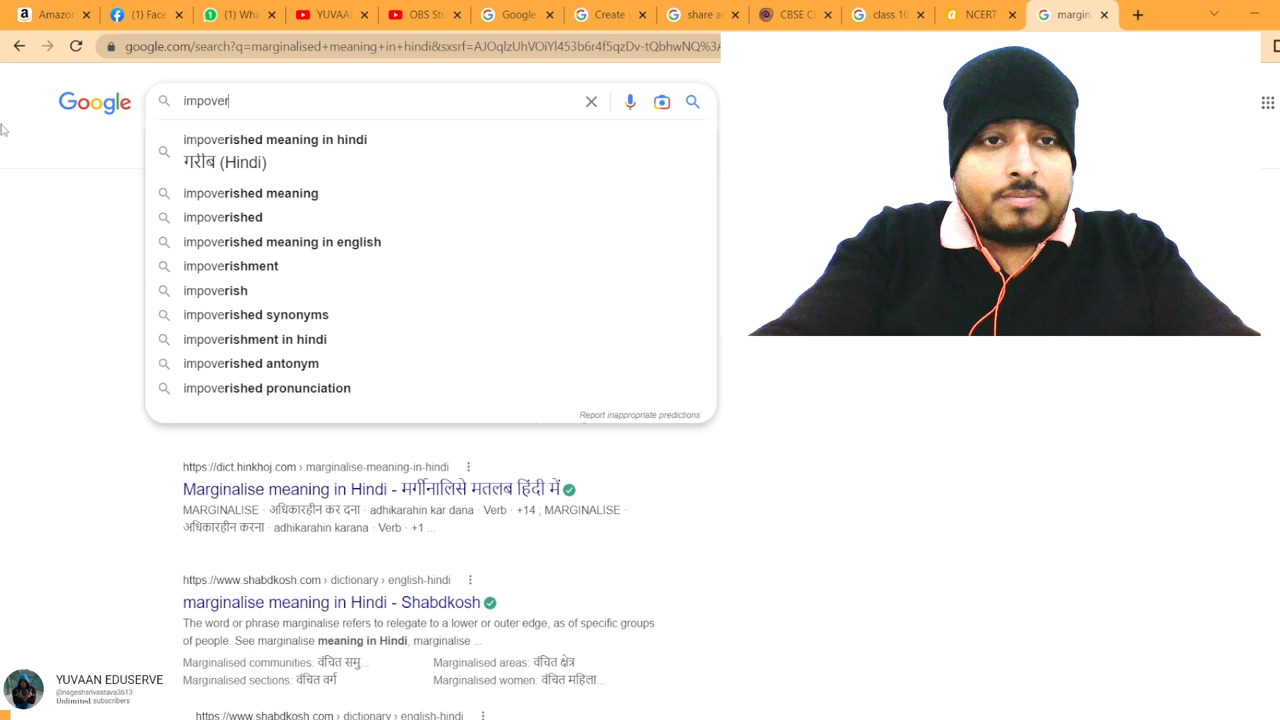 Amazon
(1) Face
(1) Wha
YUVAAN
OBS Stu
Google
Create
share a
CBSE Cl
class 10
NCERT
margin
google.com/search?q=marginalised+meaning+in+hindi&sxsrf=AJOqlzUhVOiYl453b6r4f5qzDv-tQbhwNQ%3A
Google
impover
impoverished meaning in hindi
गरीब (Hindi)
impoverished meaning
impoverished
impoverished meaning in english
impoverishment
impoverish
impoverished synonyms
impoverishment in hindi
impoverished antonym
impoverished pronunciation
Report inappropriate predictions
https://dict.hinkhoj.com › marginalise-meaning-in-hindi
Marginalise meaning in Hindi - मर्गीनालिसे मतलब हिंदी में
MARGINALISE · अधिकारहीन कर दना · adhikarahin kar dana · Verb · +14 ; MARGINALISE ·
अधिकारहीन करना · adhikarahin karana · Verb · +1 ...
https://www.shabdkosh.com › dictionary › english-hindi
marginalise meaning in Hindi - Shabdkosh
The word or phrase marginalise refers to relegate to a lower or outer edge, as of specific groups
of people. See marginalise meaning in Hindi, marginalise ...
Marginalised communities: वंचित समु...
Marginalised areas: वंचित क्षेत्र
Marginalised sections: वंचित वर्ग
Marginalised women: वंचित महिला...
YUVAAN EDUSERVE
@nageshsrivastava3613
Unlimited subscribers
https://www.shabdkosh.com › dictionary › english-hindi